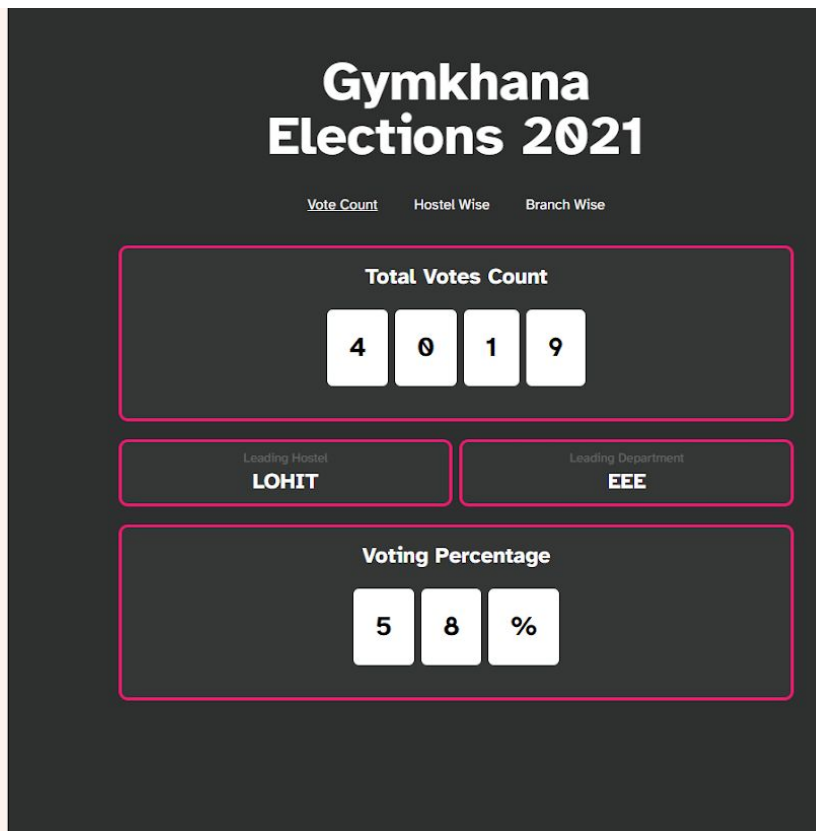 Gymkhana
Elections 2021
Vote Count Hostel Wise Branch Wise
Total Votes Count
4 0 1 9
Leading Hostel
LOHIT
Leading Department
EEE
Voting Percentage
5 8 %